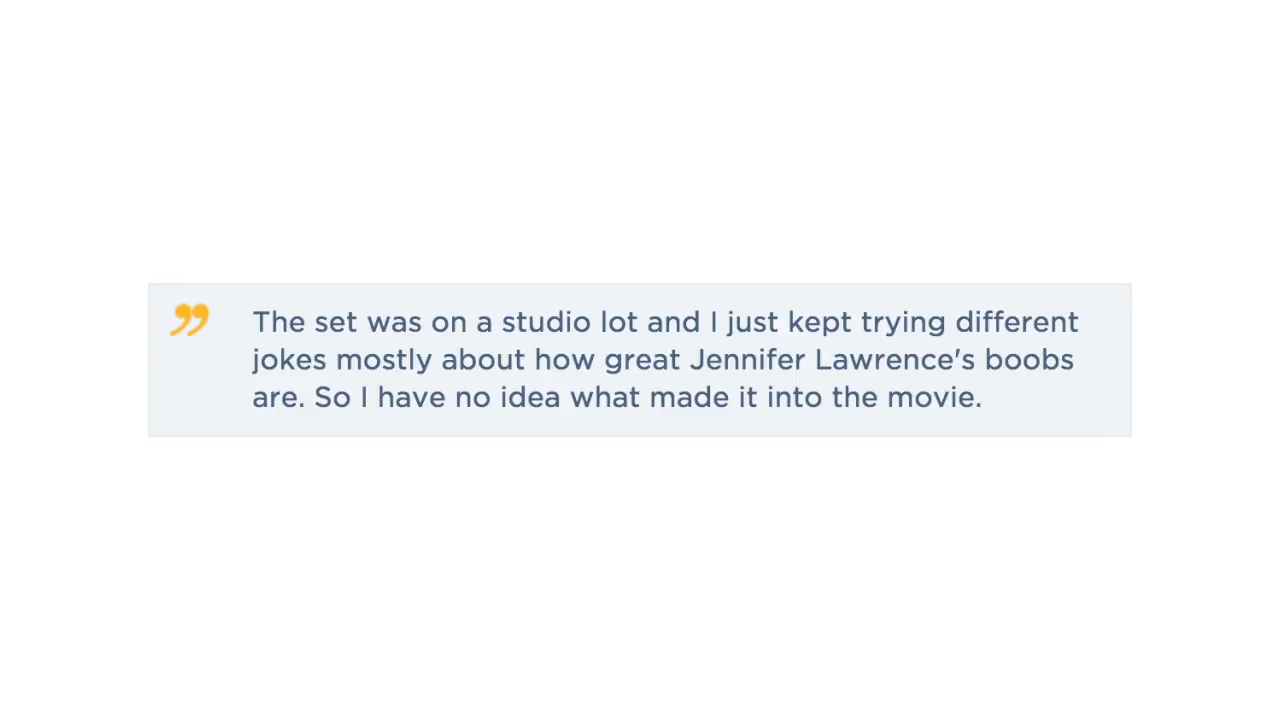 The set was on a studio lot and I just kept trying different
jokes mostly about how great Jennifer Lawrence's boobs
are. So I have no idea what made it into the movie.